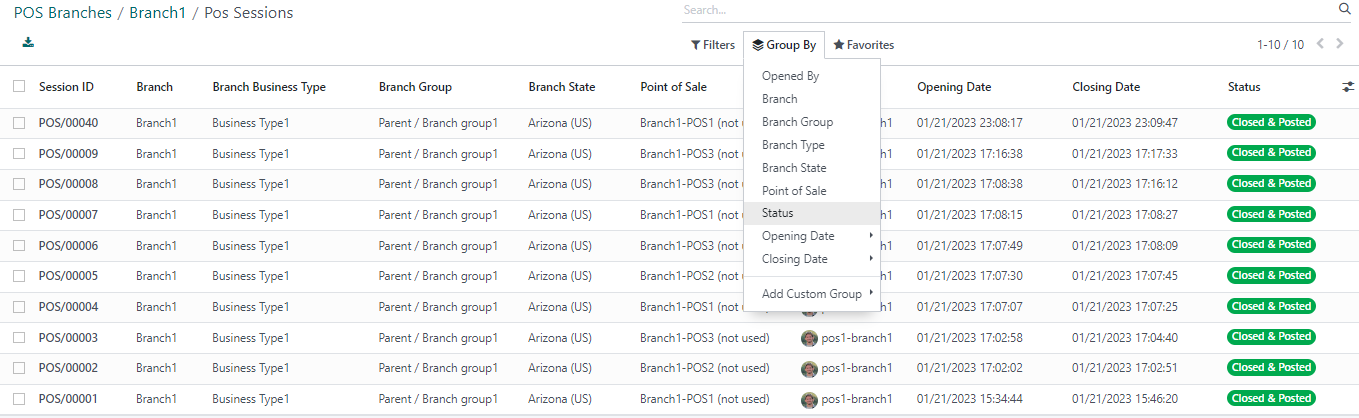 POS Branches / Branch1 / Pos Sessions
Search...
Filters Group By Favorites 1-10 / 10
Session ID Branch Branch Business Type Branch Group Branch State Point of Sale Opening Date Closing Date Status
Opened By
Branch
Branch Group
Branch Type
Branch State
Point of Sale
Status
Opening Date
Closing Date
Add Custom Group
POS/00040 Branch1 Business Type1 Parent / Branch group1 Arizona (US) Branch1-POS1 (not 01/21/2023 23:08:17 01/21/2023 23:09:47 Closed & Posted
POS/00009 Branch1 Business Type1 Parent / Branch group1 Arizona (US) Branch1-POS3 (not 01/21/2023 17:16:38 01/21/2023 17:17:33 Closed & Posted
POS/00008 Branch1 Business Type1 Parent / Branch group1 Arizona (US) Branch1-POS3 (not 01/21/2023 17:08:38 01/21/2023 17:16:12 Closed & Posted
POS/00007 Branch1 Business Type1 Parent / Branch group1 Arizona (US) Branch1-POS1 (not 01/21/2023 17:08:15 01/21/2023 17:08:27 Closed & Posted
POS/00006 Branch1 Business Type1 Parent / Branch group1 Arizona (US) Branch1-POS3 (not 01/21/2023 17:07:49 01/21/2023 17:08:09 Closed & Posted
POS/00005 Branch1 Business Type1 Parent / Branch group1 Arizona (US) Branch1-POS2 (not 01/21/2023 17:07:30 01/21/2023 17:07:45 Closed & Posted
POS/00004 Branch1 Business Type1 Parent / Branch group1 Arizona (US) Branch1-POS1 (not 01/21/2023 17:07:07 01/21/2023 17:07:25 Closed & Posted
POS/00003 Branch1 Business Type1 Parent / Branch group1 Arizona (US) Branch1-POS3 (not used) pos1-branch1 01/21/2023 17:02:58 01/21/2023 17:04:40 Closed & Posted
POS/00002 Branch1 Business Type1 Parent / Branch group1 Arizona (US) Branch1-POS2 (not used) pos1-branch1 01/21/2023 17:02:02 01/21/2023 17:02:51 Closed & Posted
POS/00001 Branch1 Business Type1 Parent / Branch group1 Arizona (US) Branch1-POS1 (not used) pos1-branch1 01/21/2023 15:34:44 01/21/2023 15:46:20 Closed & Posted